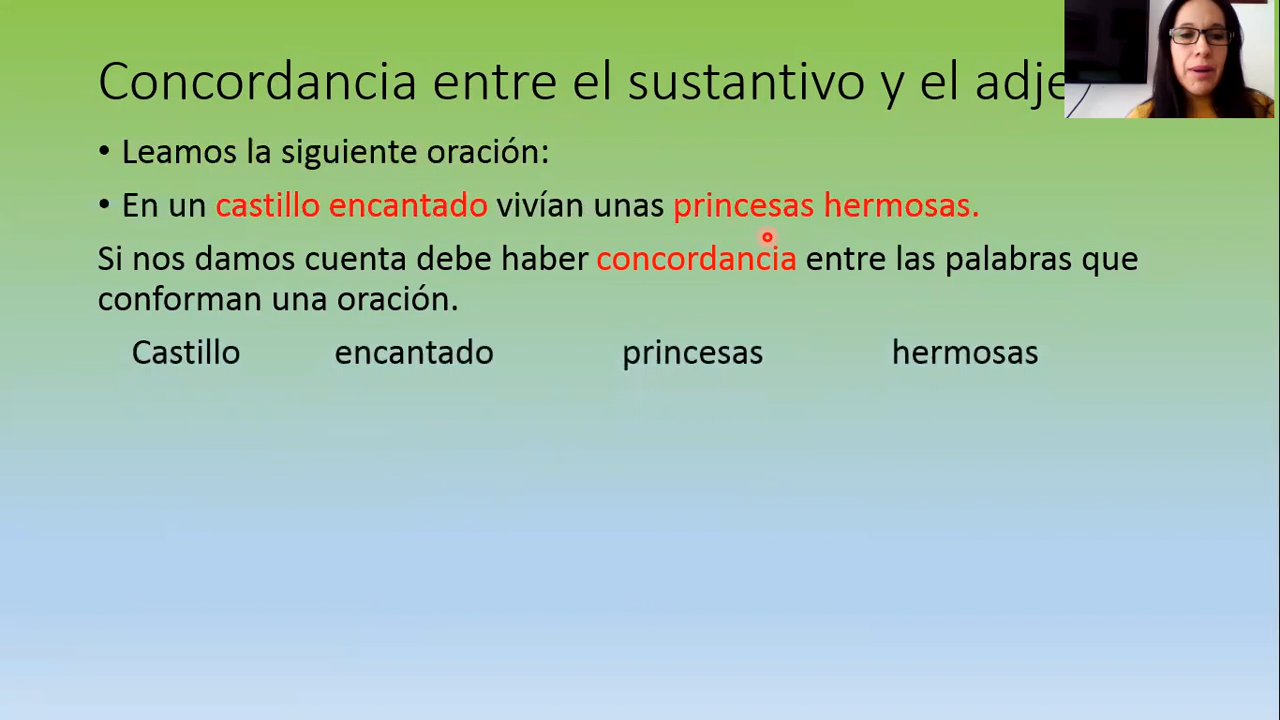 Concordancia entre el sustantivo y el adje
• Leamos la siguiente oración:
• En un castillo encantado vivían unas princesas hermosas.
Si nos damos cuenta debe haber concordancia entre las palabras que
conforman una oración.
Castillo encantado princesas hermosas